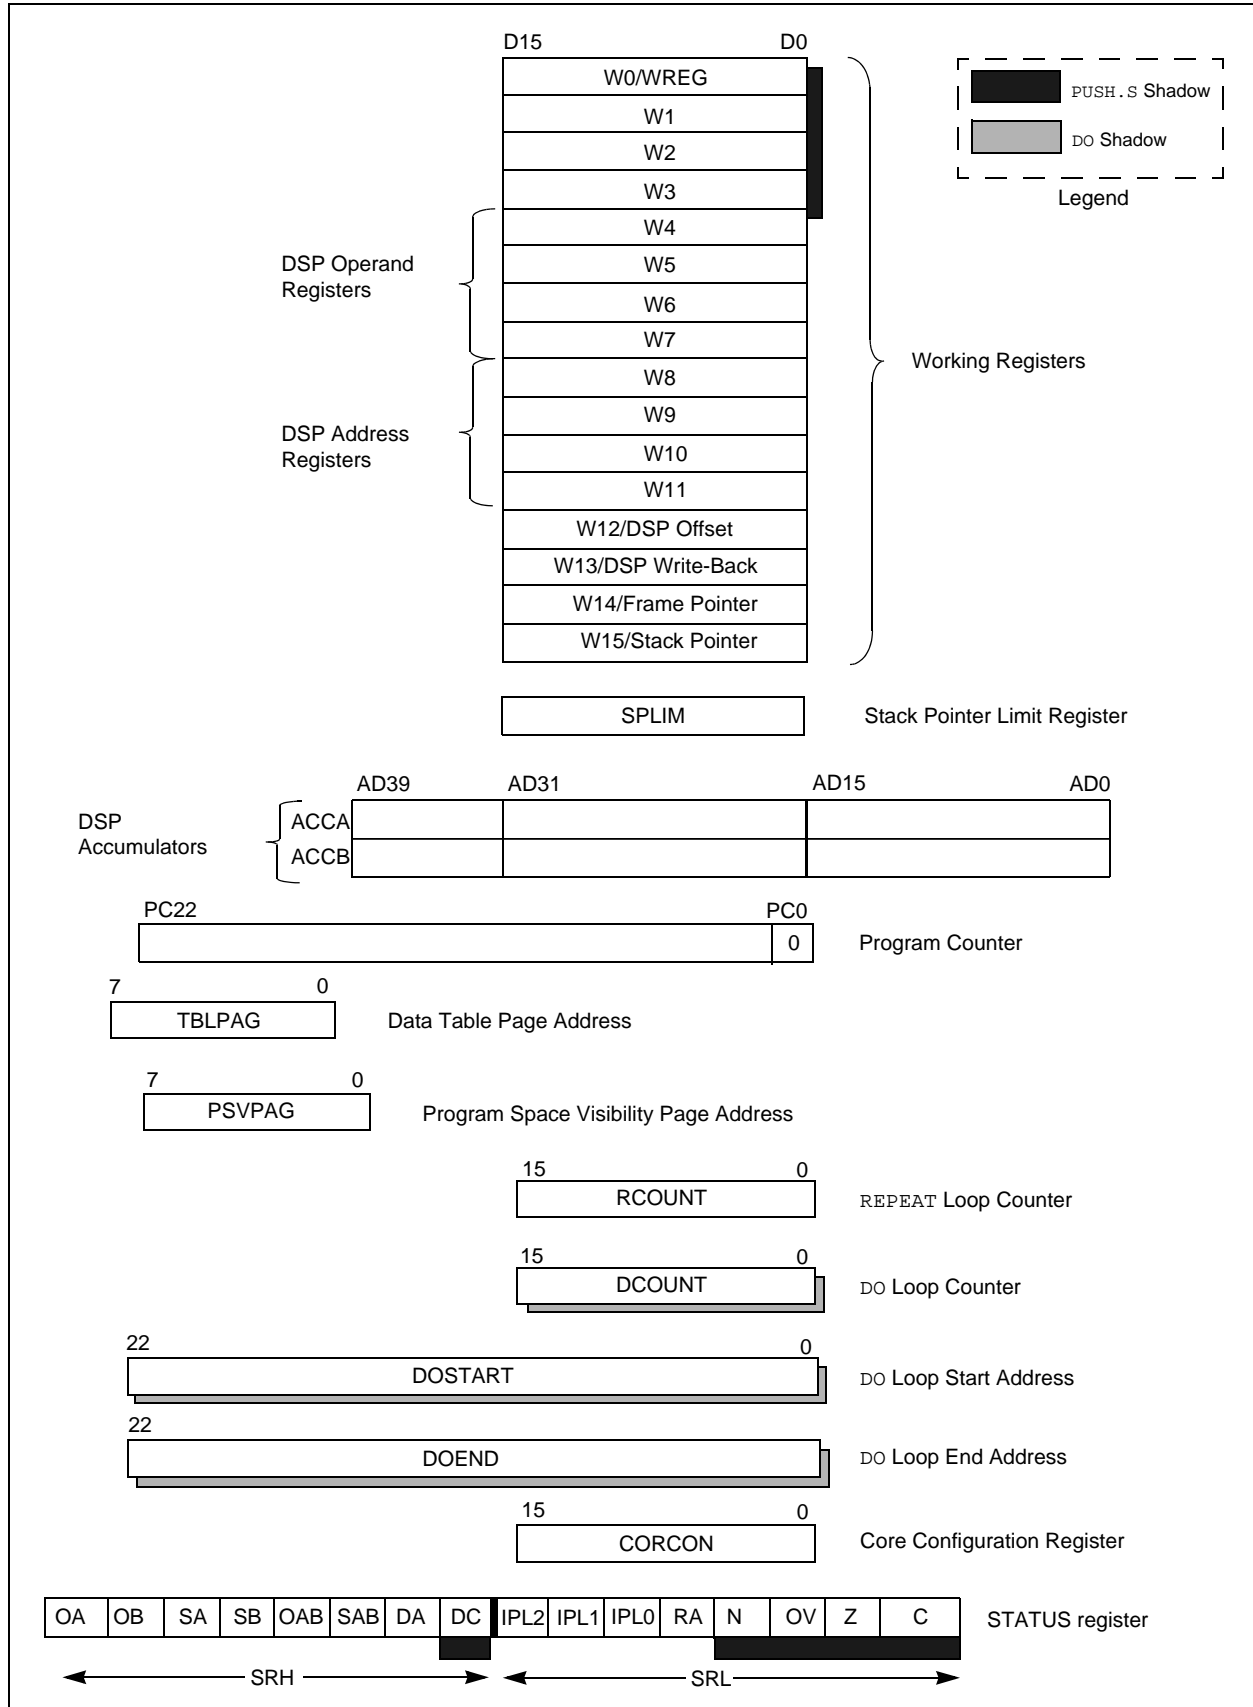 D15 D0
W0/WREG
W1
W2
W3
W4
W5
W6
W7
W8
W9
W10
W11
W12/DSP Offset
W13/DSP Write-Back
W14/Frame Pointer
W15/Stack Pointer
PUSH.S Shadow
DO Shadow
Legend
DSP Operand
Registers
DSP Address
Registers
Working Registers
SPLIM Stack Pointer Limit Register
AD39 AD31 AD15 AD0
DSP
Accumulators
ACCA
ACCB
PC22 PC0
0 Program Counter
7 0
TBLPAG Data Table Page Address
7 0
PSVPAG Program Space Visibility Page Address
15 0
RCOUNT REPEAT Loop Counter
15 0
DCOUNT DO Loop Counter
22 0
DOSTART DO Loop Start Address
22
DOEND DO Loop End Address
15 0
CORCON Core Configuration Register
OA OB SA SB OAB SAB DA DC IPL2 IPL1 IPL0 RA N OV Z C STATUS register
SRH SRL